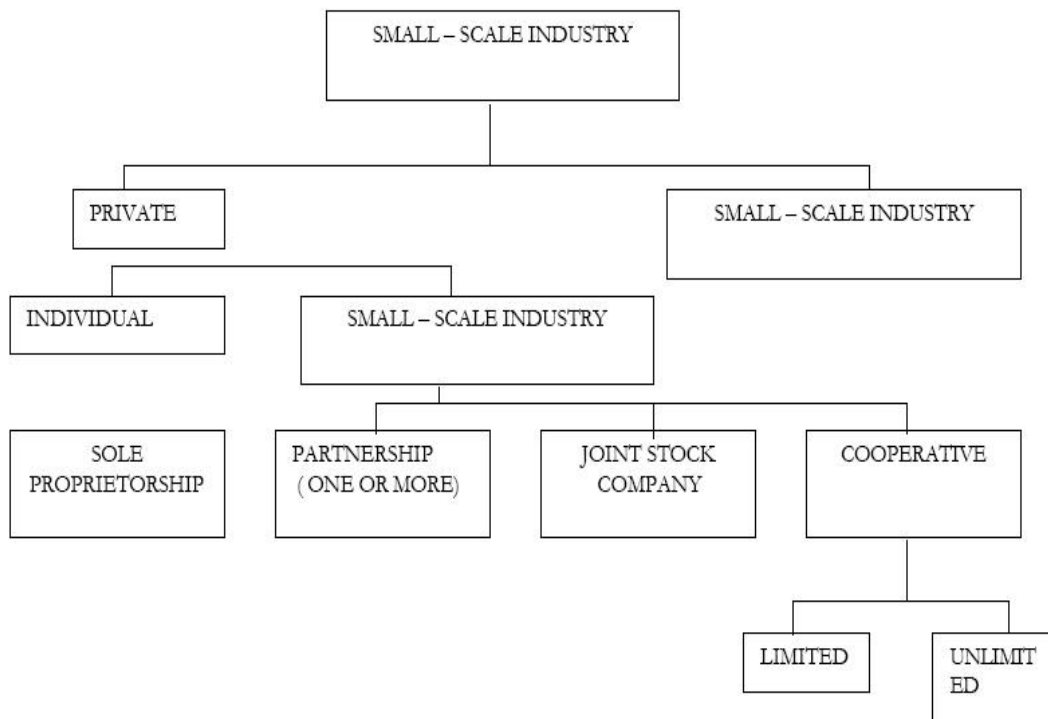 SMALL – SCALE INDUSTRY
PRIVATE
SMALL – SCALE INDUSTRY
INDIVIDUAL
SMALL – SCALE INDUSTRY
SOLE
PROPRIETORSHIP
PARTNERSHIP
( ONE OR MORE)
JOINT STOCK
COMPANY
COOPERATIVE
LIMITED
UNLIMIT
ED